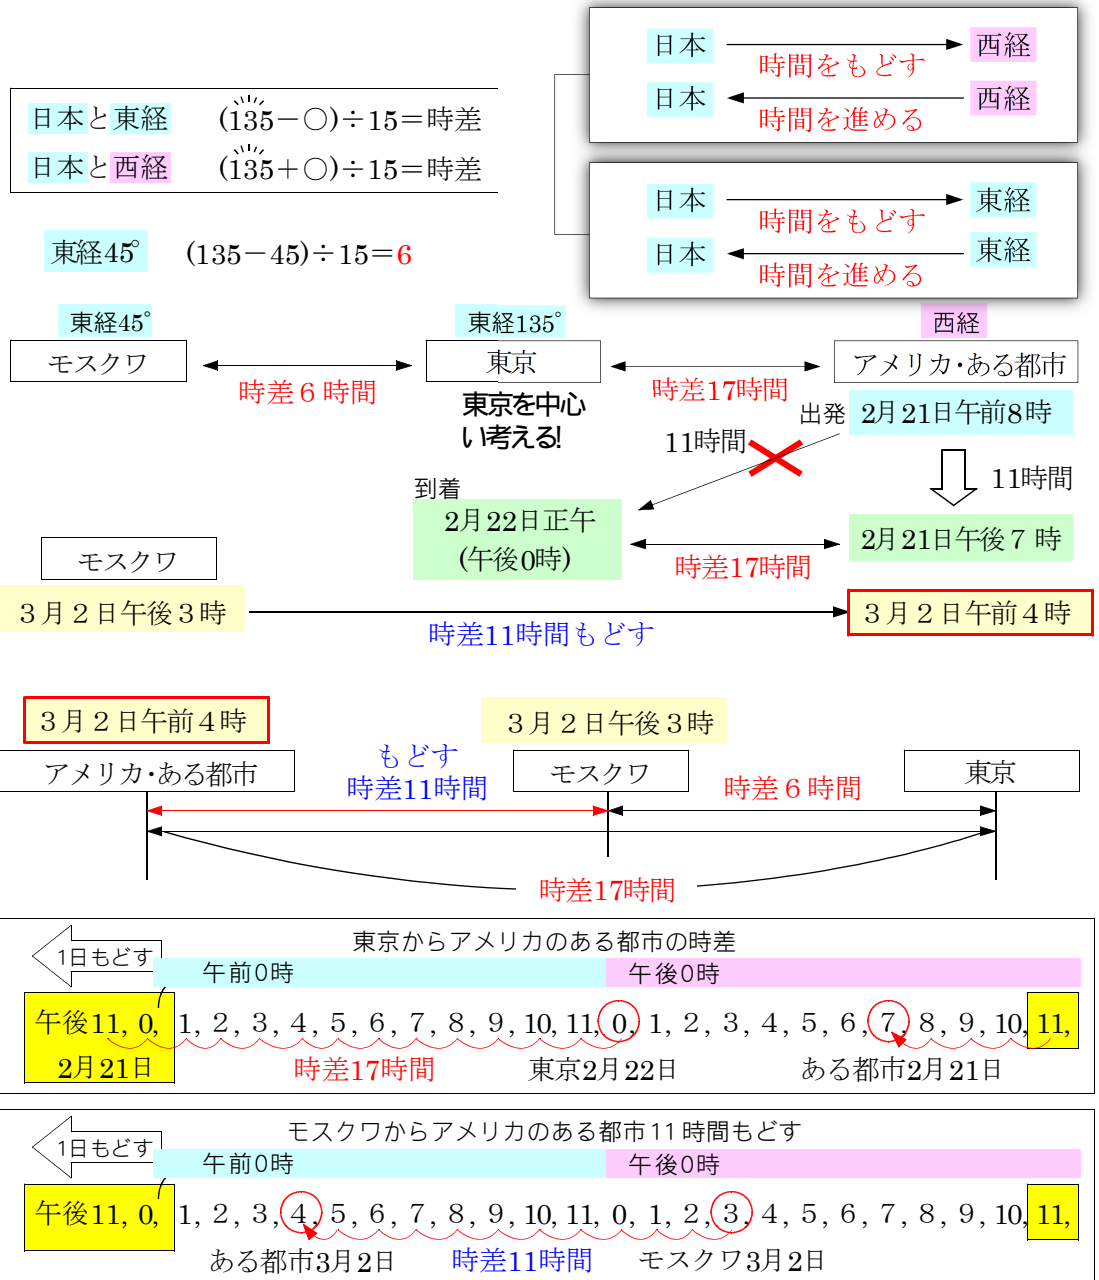 日本 西経
時間をもどす
日本 西経
時間を進める
日本と東経 (135－○)÷15＝時差
日本と西経 (135＋○)÷15＝時差
日本 東経
時間をもどす
日本 東経
時間を進める
東経45° (135－45)÷15＝6
東経45° 東経135° 西経
モスクワ 東京 アメリカ・ある都市
時差６時間 時差17時間
東京を中心
い考える!
出発 2月21日午前8時
11時間
11時間
到着
2月22日正午
(午後0時)
2月21日午後７時
時差17時間
モスクワ
３月２日午後３時 ３月２日午前４時
時差11時間もどす
３月２日午前４時 ３月２日午後３時
アメリカ・ある都市 もどす モスクワ 東京
時差11時間 時差６時間
時差17時間
東京からアメリカのある都市の時差
1日もどす
午前0時 午後0時
午後11, 0, 1, 2, 3, 4, 5, 6, 7, 8, 9, 10, 11, 0, 1, 2, 3, 4, 5, 6, 7, 8, 9, 10, 11,
2月21日 時差17時間 東京2月22日 ある都市2月21日
モスクワからアメリカのある都市11時間もどす
1日もどす
午前0時 午後0時
午後11, 0, 1, 2, 3, 4, 5, 6, 7, 8, 9, 10, 11, 0, 1, 2, 3, 4, 5, 6, 7, 8, 9, 10, 11,
ある都市3月2日 時差11時間 モスクワ3月2日